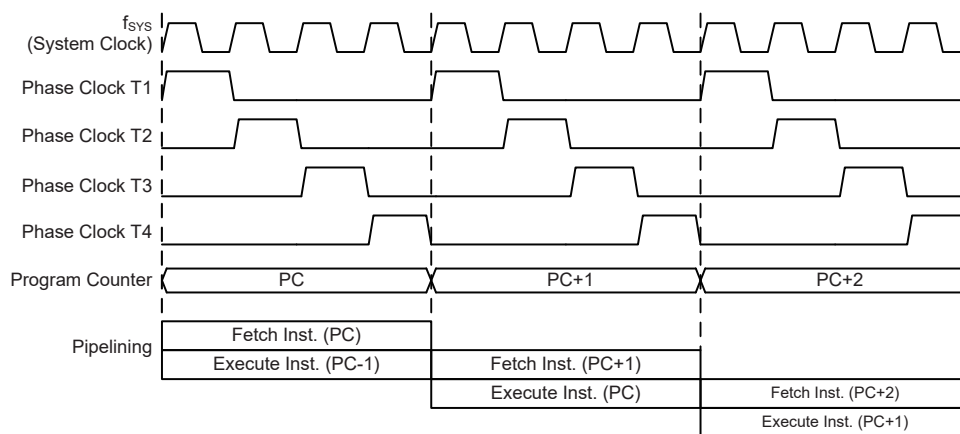 fSYS
(System Clock)
Phase Clock T1
Phase Clock T2
Phase Clock T3
Phase Clock T4
Program Counter PC PC+1 PC+2
Pipelining
Fetch Inst. (PC)
Execute Inst. (PC-1) Fetch Inst. (PC+1)
Execute Inst. (PC) Fetch Inst. (PC+2)
Execute Inst. (PC+1)